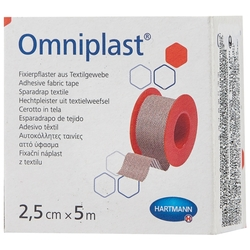 Omniplast®
Fixierpflaster aus Textilgewebe
Adhesive fabric tape
Sparadrap textile
Hechtpleister uit textielweefsel
Cerotto in tela
Esparadrapo de tejido
Adesivo têxtil
Αυτοκόλλητες ταινίες
από ύφασμα
Fixační náplast
z textilu
2,5 cm × 5 m
HARTMANN